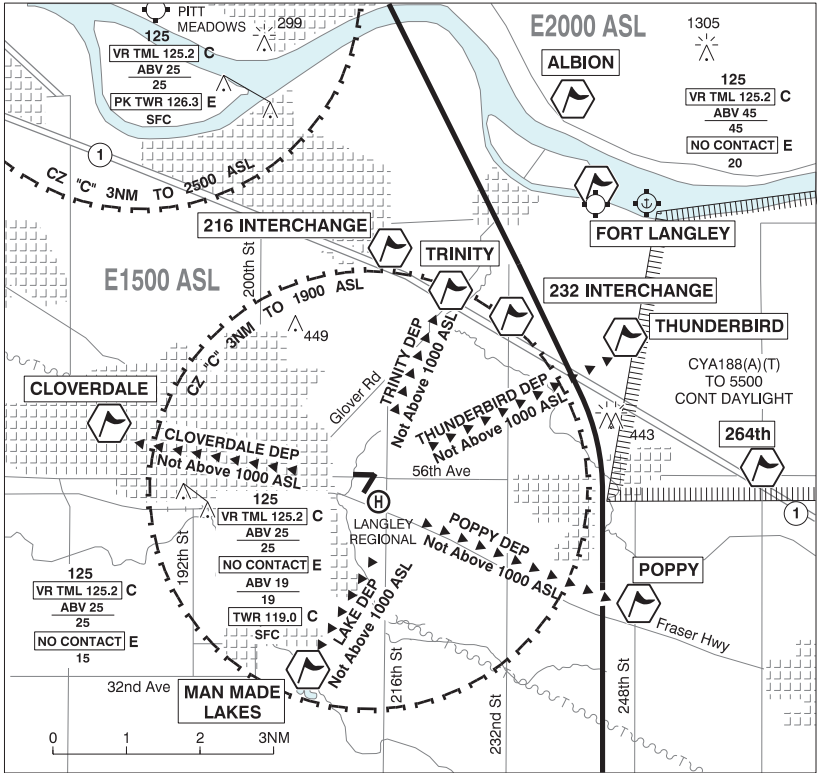 PITT
MEADOWS
299
E2000 ASL
1305
125
VR TML 125.2 C
ABV 25
25
PK TWR 126.3 E
SFC
ALBION
125
VR TML 125.2 C
ABV 45
45
NO CONTACT E
20
1
CZ "C" 3NM TO 2500 ASL
216 INTERCHANGE
FORT LANGLEY
TRINITY
E1500 ASL
200th St
232 INTERCHANGE
CZ "C" 3NM TO 1900 ASL
449
THUNDERBIRD
CYA188(A)(T)
TO 5500
CONT DAYLIGHT
CLOVERDALE
Glover Rd
TRINITY DEP
Not Above 1000 ASL
THUNDERBIRD DEP
Not Above 1000 ASL
443
264th
CLOVERDALE DEP
Not Above 1000 ASL
56th Ave
H
LANGLEY
REGIONAL
1
125
VR TML 125.2 C
ABV 25
25
NO CONTACT E
ABV 19
19
TWR 119.0 C
SFC
192th St
POPPY DEP
Not Above 1000 ASL
POPPY
125
VR TML 125.2 C
ABV 25
25
NO CONTACT E
15
LAKE DEP
Not Above 1000 ASL
Fraser Hwy
32nd Ave
MAN MADE
LAKES
216th St
232nd St
248th St
0 1 2 3NM